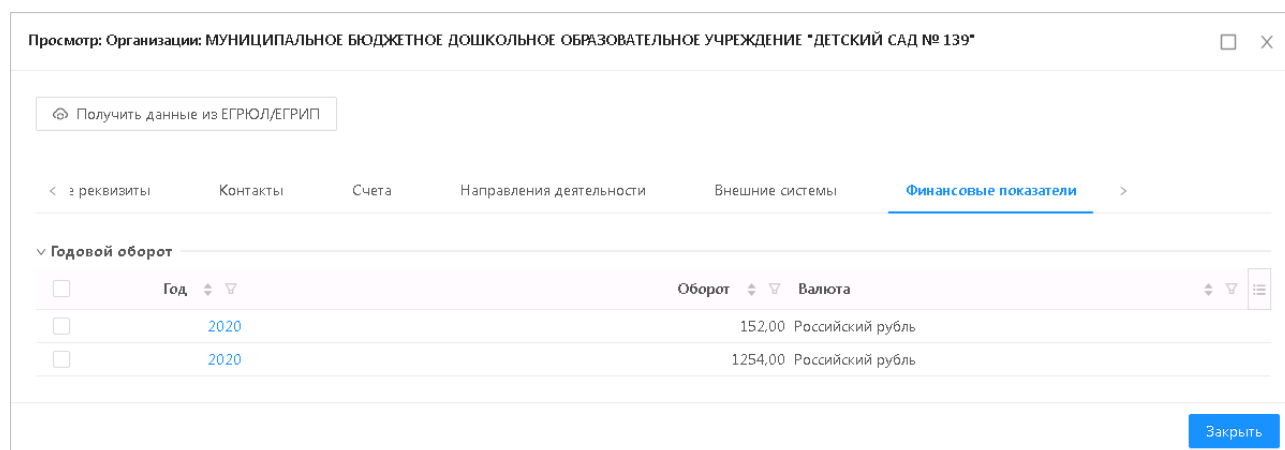 Просмотр: Организации: МУНИЦИПАЛЬНОЕ БЮДЖЕТНОЕ ДОШКОЛЬНОЕ ОБРАЗОВАТЕЛЬНОЕ УЧРЕЖДЕНИЕ "ДЕТСКИЙ САД № 139"
Получить данные из ЕГРЮЛ/ЕГРИП
е реквизиты Контакты Счета Направления деятельности Внешние системы Финансовые показатели
Годовой оборот
Год Оборот Валюта
2020 152,00 Российский рубль
2020 1254,00 Российский рубль
Закрыть